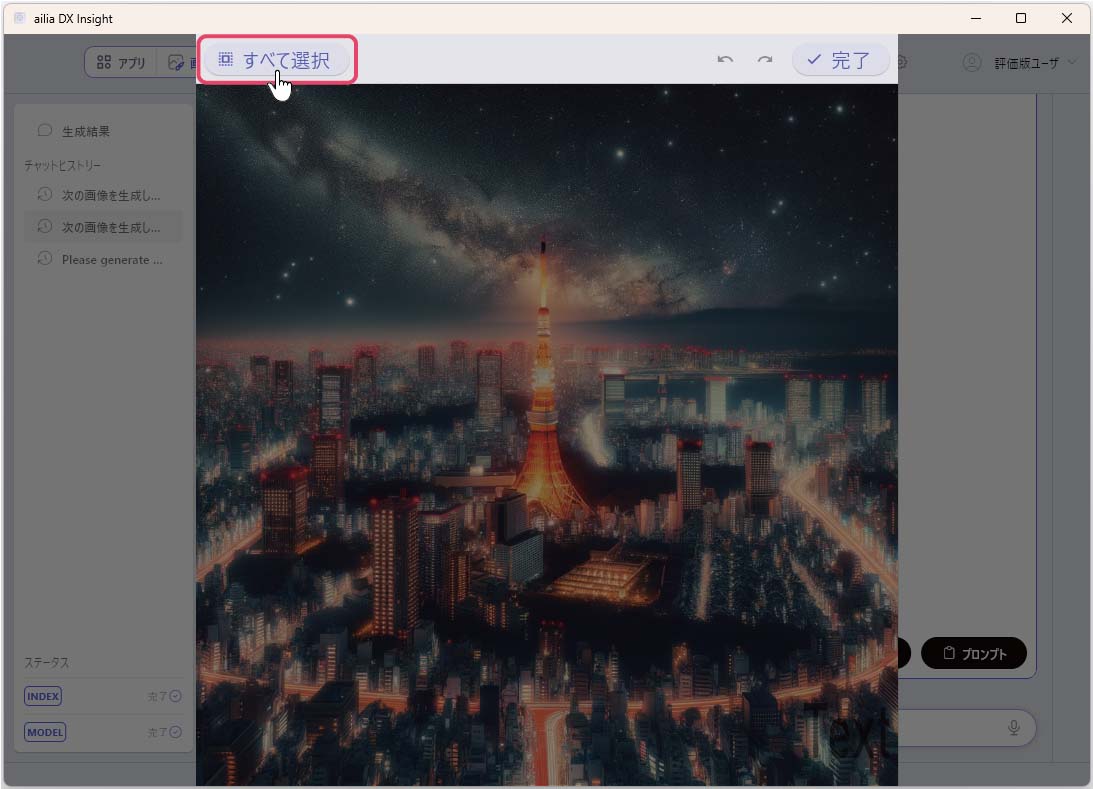 ailia DX Insight
すべて選択
完了
アプリ
評価版ユーザ
生成結果
チャットヒストリー
次の画像を生成し...
次の画像を生成し...
Please generate ...
ステータス
INDEX 完了
MODEL 完了
プロンプト
Text